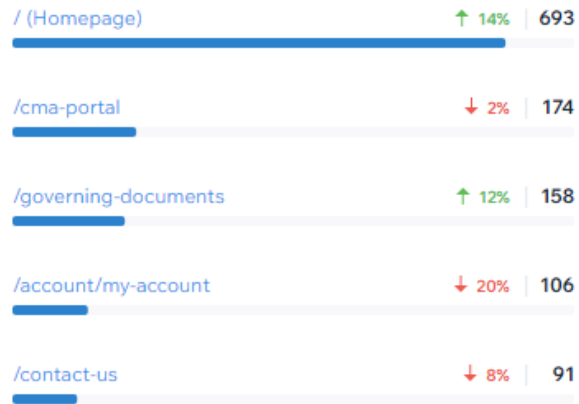 / (Homepage) ↑ 14% 693
/cma-portal ↓ 2% 174
/governing-documents ↑ 12% 158
/account/my-account ↓ 20% 106
/contact-us ↓ 8% 91